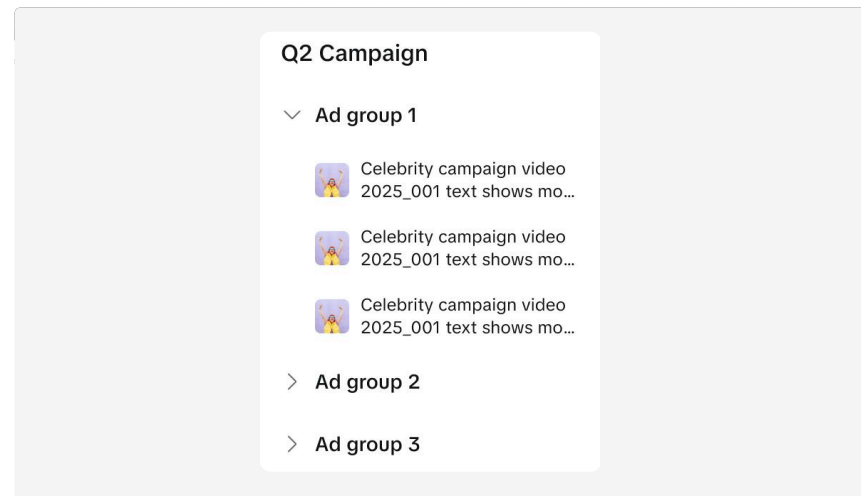 Q2 Campaign
Ad group 1
Celebrity campaign video
2025_001 text shows mo...
Celebrity campaign video
2025_001 text shows mo...
Celebrity campaign video
2025_001 text shows mo...
Ad group 2
Ad group 3